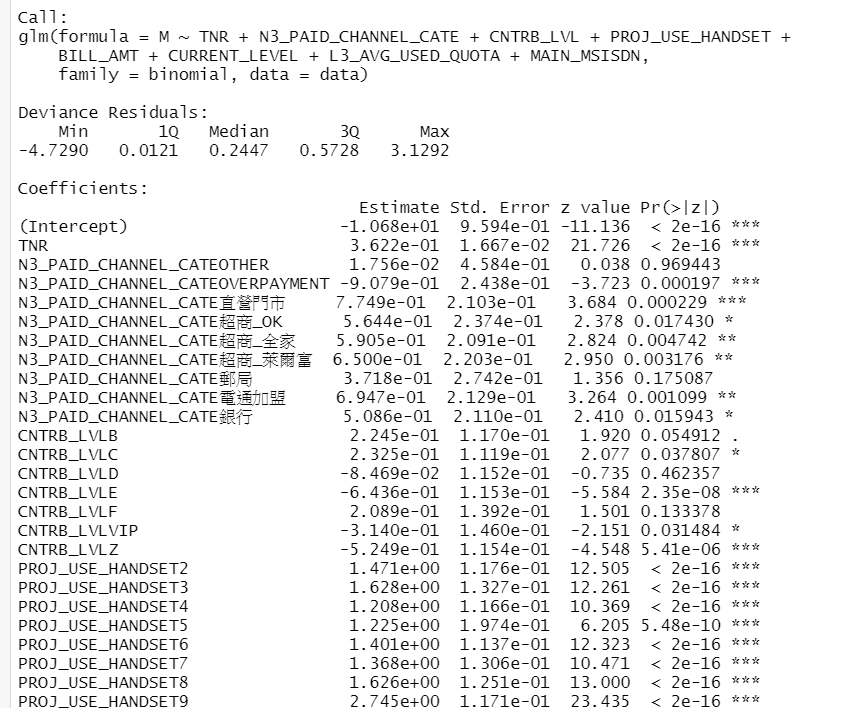 Call:
glm(formula = M ~ TNR + N3_PAID_CHANNEL_CATE + CNTRB_LVL + PROJ_USE_HANDSET +
    BILL_AMT + CURRENT_LEVEL + L3_AVG_USED_QUOTA + MAIN_MSISDN,
    family = binomial, data = data)
Deviance Residuals:
    Min       1Q   Median       3Q      Max
-4.7290   0.0121   0.2447   0.5728   3.1292
Coefficients:
Estimate Std. Error z value Pr(>|z|)
(Intercept) -1.068e+01 9.594e-01 -11.136 < 2e-16 ***
TNR 3.622e-01 1.667e-02 21.726 < 2e-16 ***
N3_PAID_CHANNEL_CATEOTHER 1.756e-02 4.584e-01 0.038 0.969443
N3_PAID_CHANNEL_CATEOVERPAYMENT -9.079e-01 2.438e-01 -3.723 0.000197 ***
N3_PAID_CHANNEL_CATE直營門市 7.749e-01 2.103e-01 3.684 0.000229 ***
N3_PAID_CHANNEL_CATE超商_OK 5.644e-01 2.374e-01 2.378 0.017430 *
N3_PAID_CHANNEL_CATE超商_全家 5.905e-01 2.091e-01 2.824 0.004742 **
N3_PAID_CHANNEL_CATE超商_萊爾富 6.500e-01 2.203e-01 2.950 0.003176 **
N3_PAID_CHANNEL_CATE郵局 3.718e-01 2.742e-01 1.356 0.175087
N3_PAID_CHANNEL_CATE電通加盟 6.947e-01 2.129e-01 3.264 0.001099 **
N3_PAID_CHANNEL_CATE銀行 5.086e-01 2.110e-01 2.410 0.015943 *
CNTRB_LVLB 2.245e-01 1.170e-01 1.920 0.054912 .
CNTRB_LVLC 2.325e-01 1.119e-01 2.077 0.037807 *
CNTRB_LVLD -8.469e-02 1.152e-01 -0.735 0.462357
CNTRB_LVLE -6.436e-01 1.153e-01 -5.584 2.35e-08 ***
CNTRB_LVLF 2.089e-01 1.392e-01 1.501 0.133378
CNTRB_LVLVIP -3.140e-01 1.460e-01 -2.151 0.031484 *
CNTRB_LVLZ -5.249e-01 1.154e-01 -4.548 5.41e-06 ***
PROJ_USE_HANDSET2 1.471e+00 1.176e-01 12.505 < 2e-16 ***
PROJ_USE_HANDSET3 1.628e+00 1.327e-01 12.261 < 2e-16 ***
PROJ_USE_HANDSET4 1.208e+00 1.166e-01 10.369 < 2e-16 ***
PROJ_USE_HANDSET5 1.225e+00 1.974e-01 6.205 5.48e-10 ***
PROJ_USE_HANDSET6 1.401e+00 1.137e-01 12.323 < 2e-16 ***
PROJ_USE_HANDSET7 1.368e+00 1.306e-01 10.471 < 2e-16 ***
PROJ_USE_HANDSET8 1.626e+00 1.251e-01 13.000 < 2e-16 ***
PROJ_USE_HANDSET9 2.745e+00 1.171e-01 23.435 < 2e-16 ***